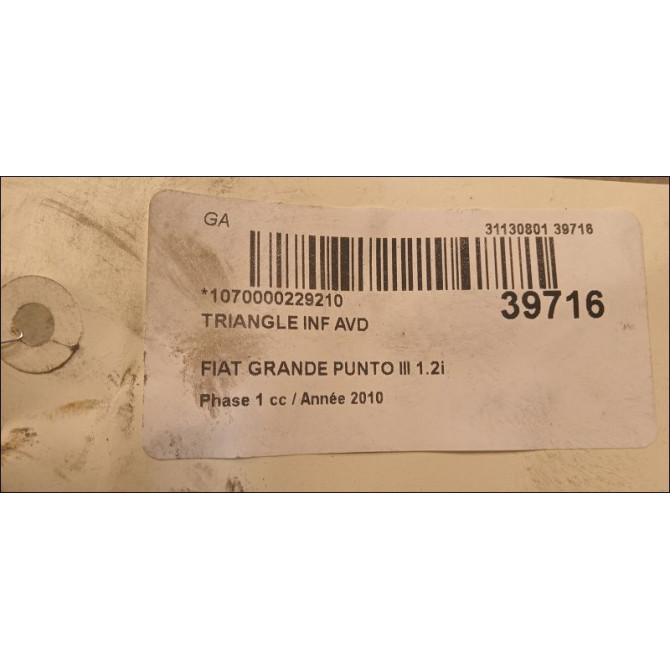 GA
31130801 39716
*1070000229210
39716
TRIANGLE INF AVD
FIAT GRANDE PUNTO III 1.2i
Phase 1 cc / Année 2010